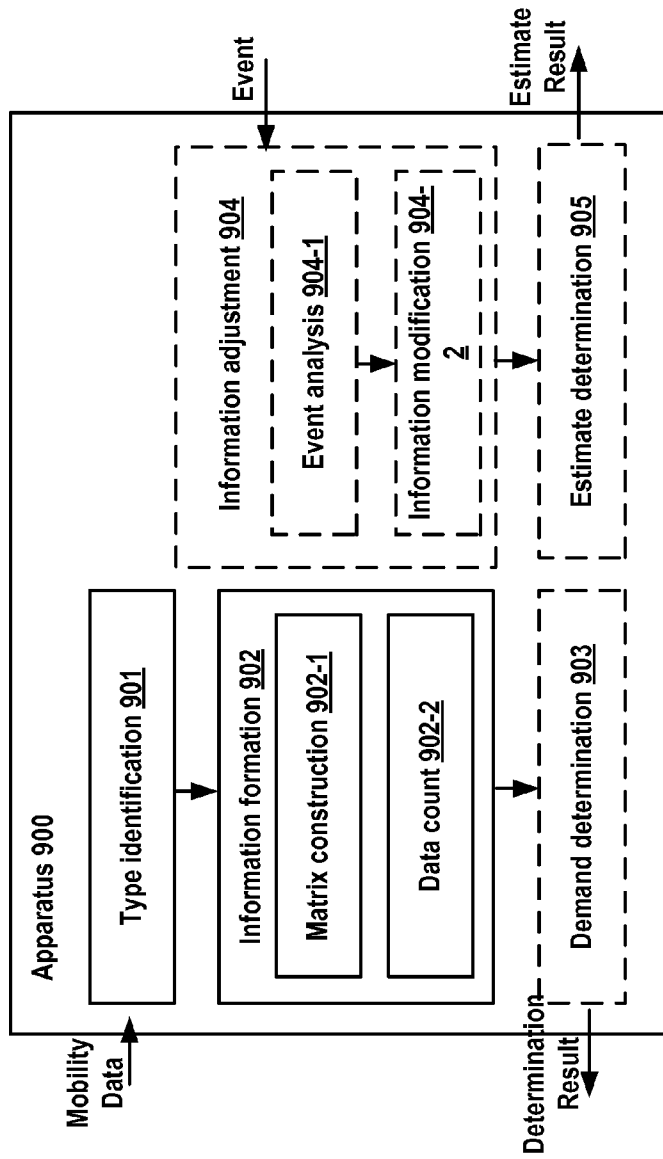 Apparatus 900
Mobility
Data
Type identification 901
Information formation 902
Matrix construction 902-1
Data count 902-2
Demand determination 903
Determination
Result
Event
Information adjustment 904
Event analysis 904-1
Information modification 904-
2
Estimate determination 905
Estimate
Result